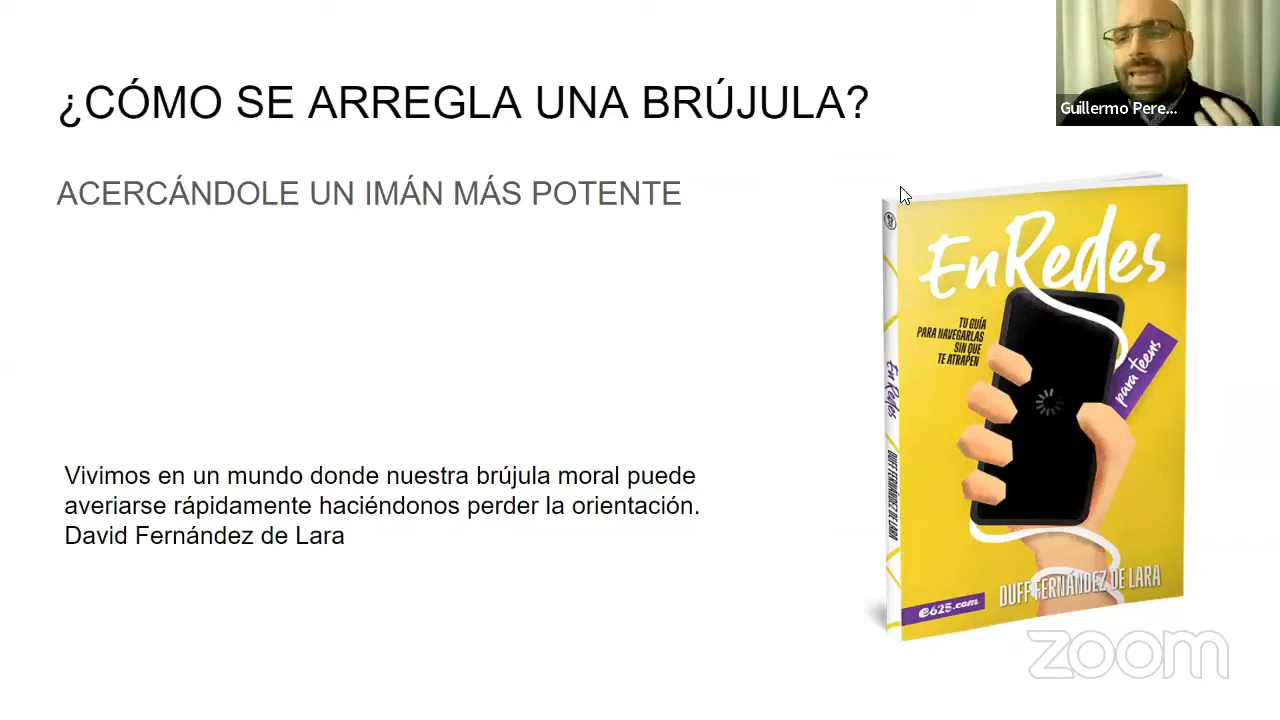 ¿CÓMO SE ARREGLA UNA BRÚJULA?
Guillermo Pere...
ACERCÁNDOLE UN IMÁN MÁS POTENTE
EnRedes
TU GUÍA
PARA NAVEGARLAS
SIN QUE
TE ATRAPEN
para teens
En Redes
DUFF FERNÁNDEZ DE LARA
Vivimos en un mundo donde nuestra brújula moral puede
averiarse rápidamente haciéndonos perder la orientación.
David Fernández de Lara
DUFF FERNÁNDEZ DE LARA
e625.com
zoom